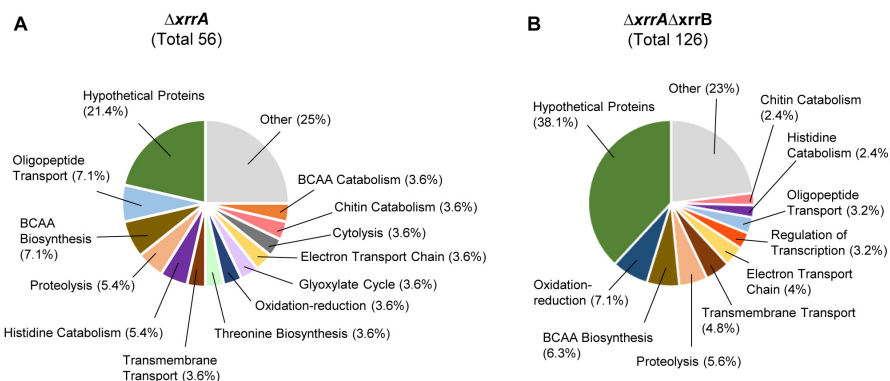 A
ΔxrrA
(Total 56)
Hypothetical Proteins
(21.4%)
Other (25%)
Oligopeptide
Transport (7.1%)
BCAA Catabolism (3.6%)
Chitin Catabolism (3.6%)
BCAA
Biosynthesis
(7.1%)
Cytolysis (3.6%)
Electron Transport Chain (3.6%)
Proteolysis (5.4%)
Glyoxylate Cycle (3.6%)
Oxidation-reduction (3.6%)
Histidine Catabolism (5.4%)
Threonine Biosynthesis (3.6%)
Transmembrane
Transport (3.6%)
B
ΔxrrAΔxrrB
(Total 126)
Other (23%)
Hypothetical Proteins
(38.1%)
Chitin Catabolism
(2.4%)
Histidine
Catabolism (2.4%
Oligopeptide
Transport (3.2%)
Regulation of
Transcription (3.2%)
Electron Transport
Chain (4%)
Oxidation-
reduction (7.1%)
Transmembrane Transport
(4.8%)
BCAA Biosynthesis
(6.3%)
Proteolysis (5.6%)